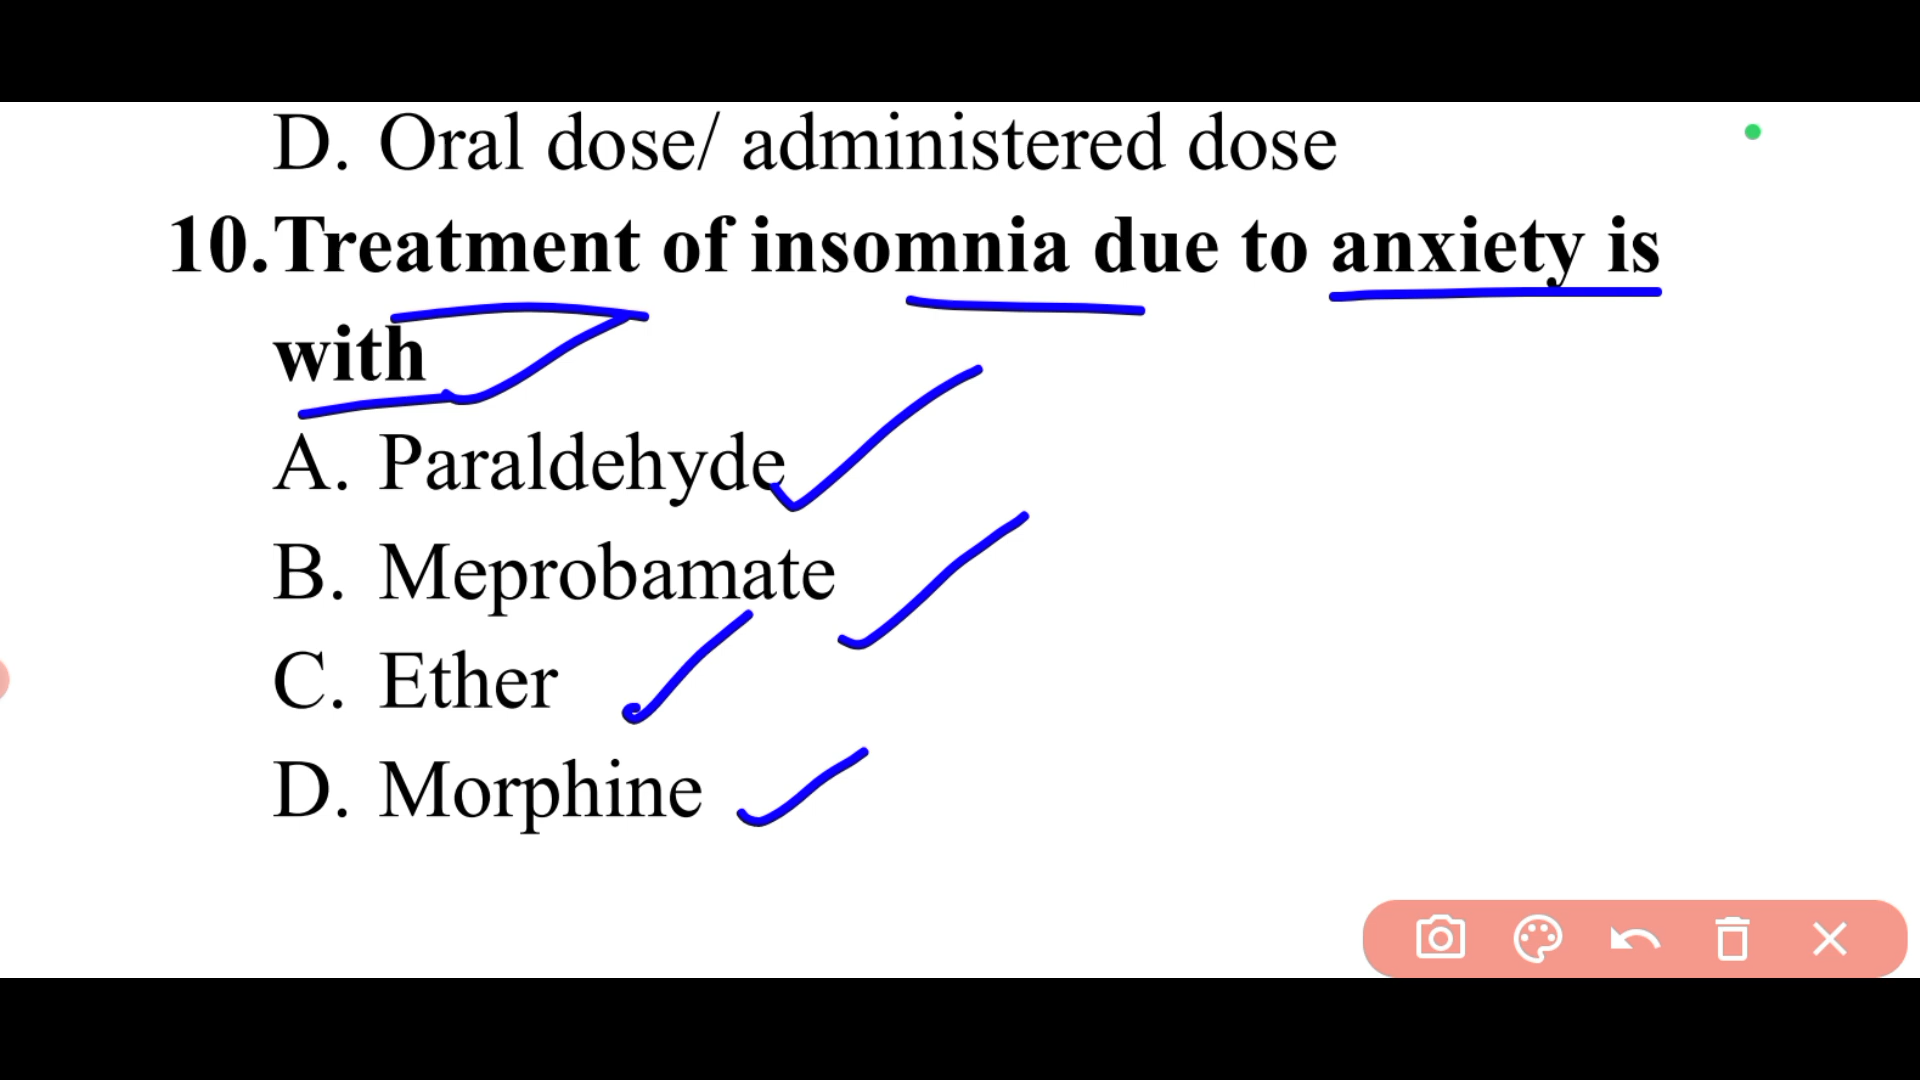 D. Oral dose/ administered dose
10.Treatment of insomnia due to anxiety is
with
A. Paraldehyde
B. Meprobamate
C. Ether
D. Morphine